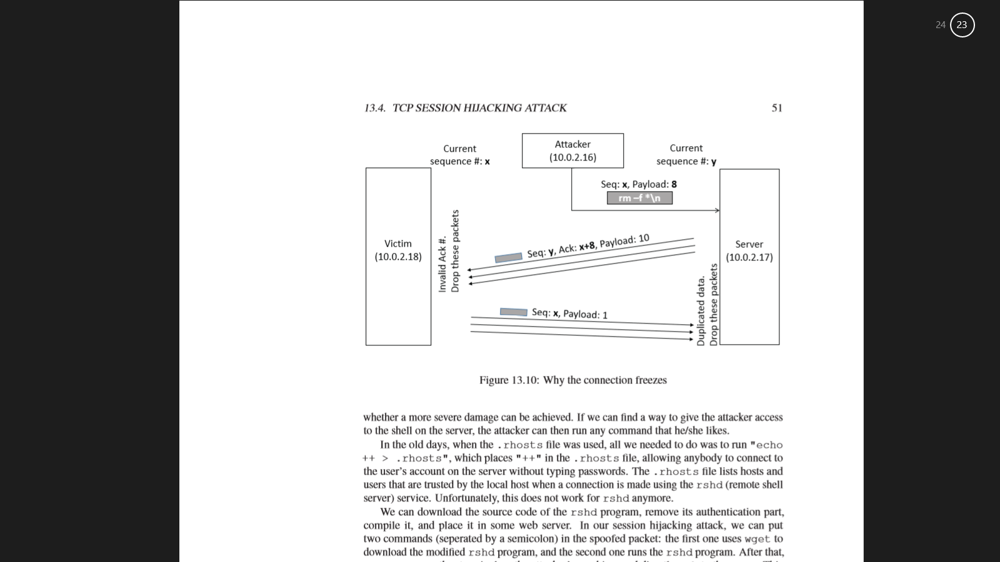 24 23
13.4. TCP SESSION HIJACKING ATTACK 51
Attacker
(10.0.2.16)
Current
sequence #: x
Current
sequence #: y
Seq: x, Payload: 8
rm –f *\n
Victim
(10.0.2.18)
Invalid Ack #.
Drop these packets
Seq: y, Ack: x+8, Payload: 10
Server
(10.0.2.17)
Seq: x, Payload: 1
Duplicated data.
Drop these packets
Figure 13.10: Why the connection freezes
whether a more severe damage can be achieved. If we can find a way to give the attacker access
to the shell on the server, the attacker can then run any command that he/she likes.
In the old days, when the .rhosts file was used, all we needed to do was to run "echo
++ > .rhosts", which places "++" in the .rhosts file, allowing anybody to connect to
the user's account on the server without typing passwords. The .rhosts file lists hosts and
users that are trusted by the local host when a connection is made using the rshd (remote shell
server) service. Unfortunately, this does not work for rshd anymore.
We can download the source code of the rshd program, remove its authentication part,
compile it, and place it in some web server. In our session hijacking attack, we can put
two commands (seperated by a semicolon) in the spoofed packet: the first one uses wget to
download the modified rshd program, and the second one runs the rshd program. After that,